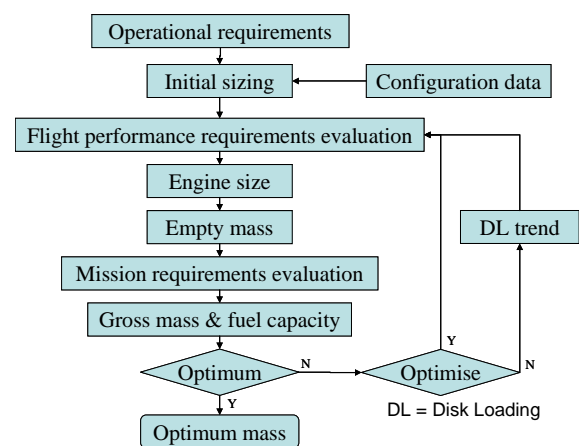 Operational requirements
Initial sizing
Configuration data
Flight performance requirements evaluation
Engine size
Empty mass
DL trend
Mission requirements evaluation
Gross mass & fuel capacity
Y
Optimum
N
Optimise
N
Y
DL = Disk Loading
Optimum mass